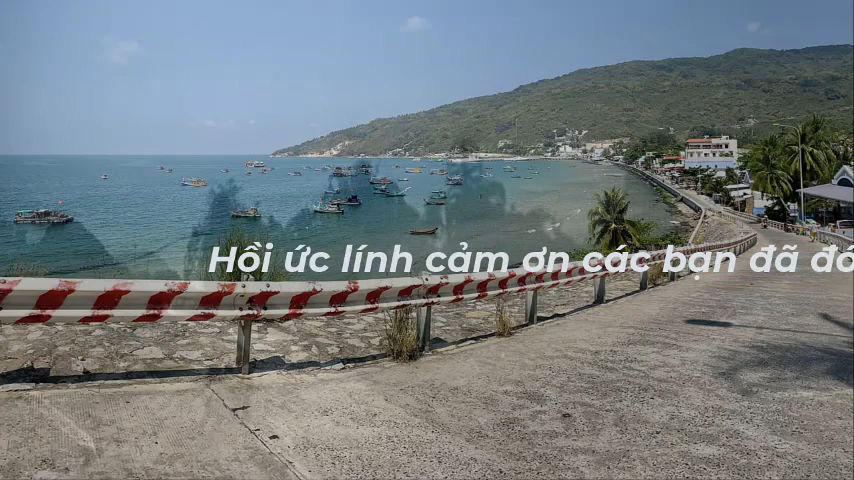 Hồi ức lính cảm ơn các bạn đã